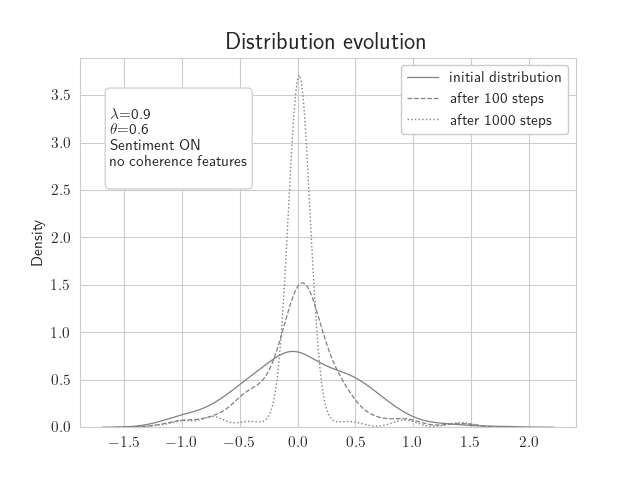 Distribution evolution
initial distribution
after 100 steps
after 1000 steps
λ=0.9
θ=0.6
Sentiment ON
no coherence features
Density
3.5
3.0
2.5
2.0
1.5
1.0
0.5
0.0
−1.5 −1.0 −0.5 0.0 0.5 1.0 1.5 2.0